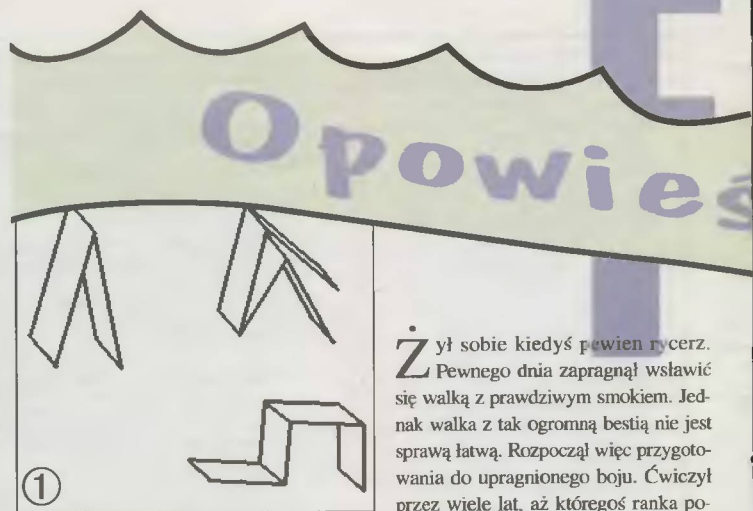 Opowieś
①
Żył sobie kiedyś pewien rycerz.
Pewnego dnia zapragnął wsławić
się walką z prawdziwym smokiem. Jed-
nak walka z tak ogromną bestią nie jest
sprawą łatwą. Rozpoczął więc przygoto-
wania do upragnionego boju. Ćwiczył
przez wiele lat, aż któregoś ranka po-